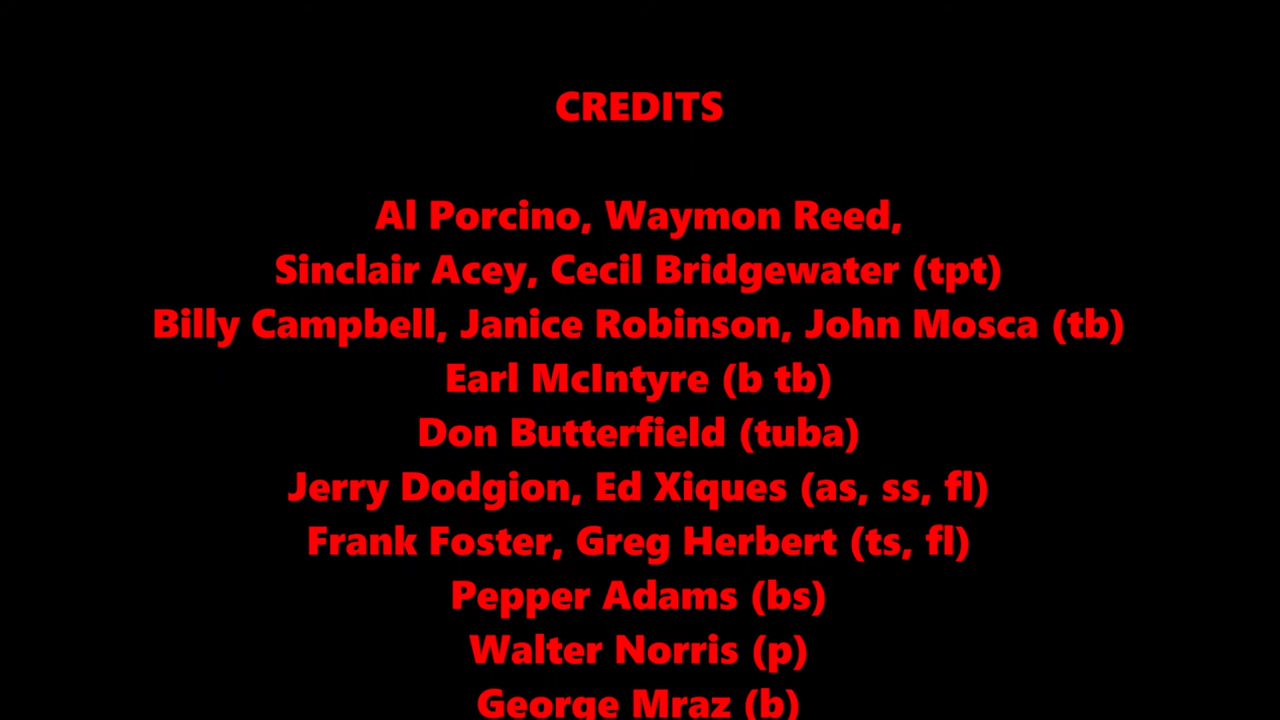 CREDITS
Al Porcino, Waymon Reed,
Sinclair Acey, Cecil Bridgewater (tpt)
Billy Campbell, Janice Robinson, John Mosca (tb)
Earl McIntyre (b tb)
Don Butterfield (tuba)
Jerry Dodgion, Ed Xiques (as, ss, fl)
Frank Foster, Greg Herbert (ts, fl)
Pepper Adams (bs)
Walter Norris (p)
George Mraz (b)